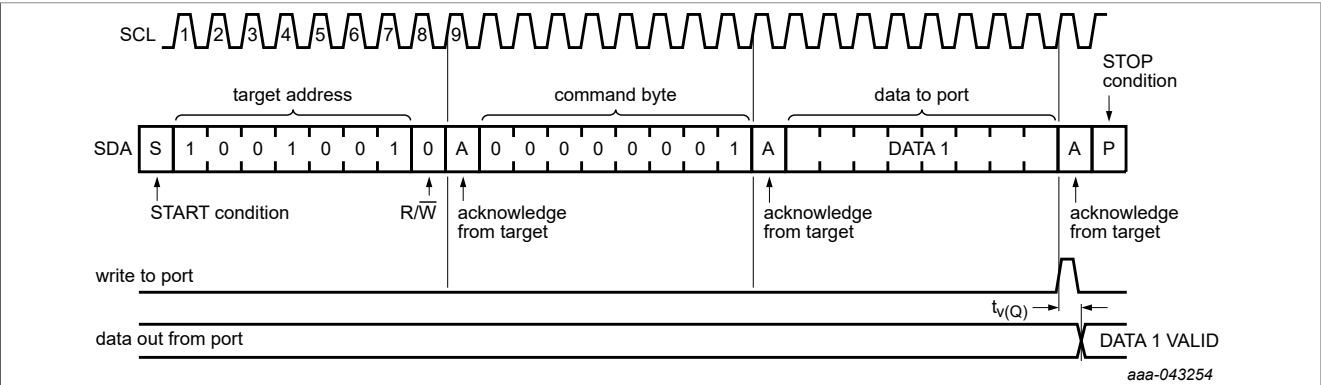 SCL 1 2 3 4 5 6 7 8 9
STOP
condition
target address command byte data to port
SDA S 1 0 0 1 0 0 1 0 A 0 0 0 0 0 0 0 1 A DATA 1 A P
START condition R/W̅ acknowledge
from target acknowledge
from target acknowledge
from target
write to port
tv(Q)
data out from port DATA 1 VALID
aaa-043254